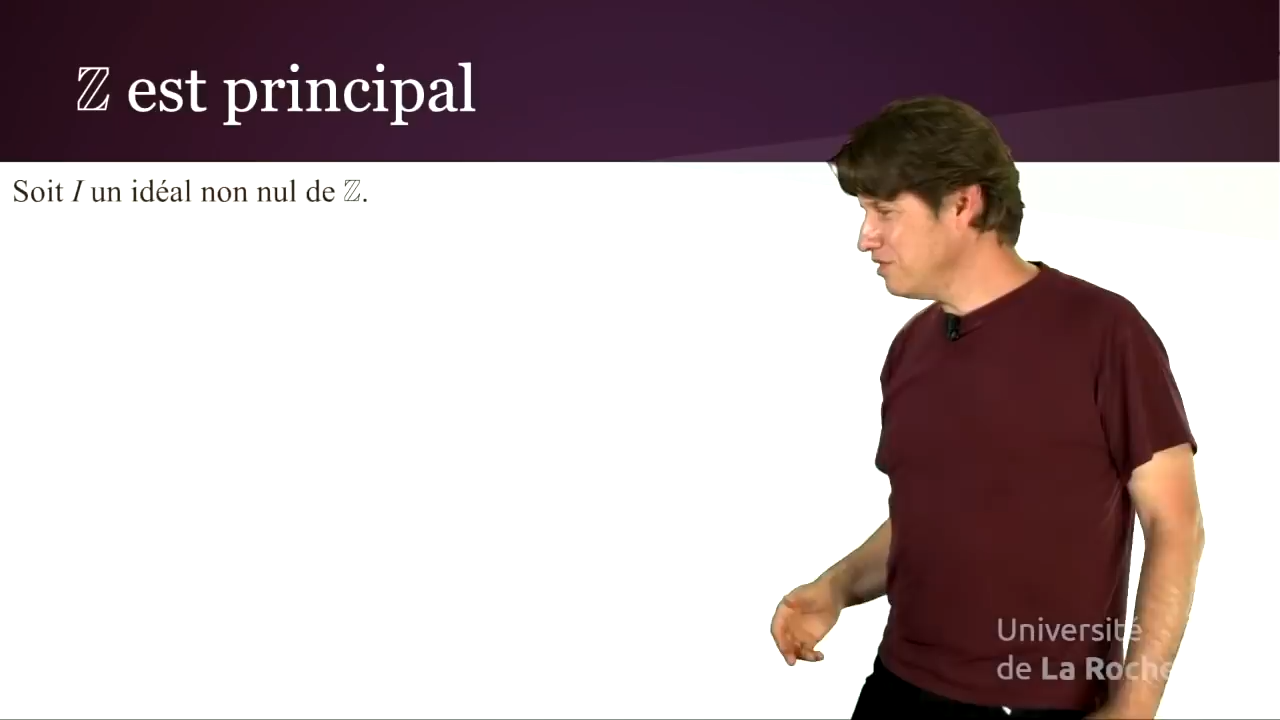 ℤ est principal
Soit I un idéal non nul de ℤ.
Université
de La Roche